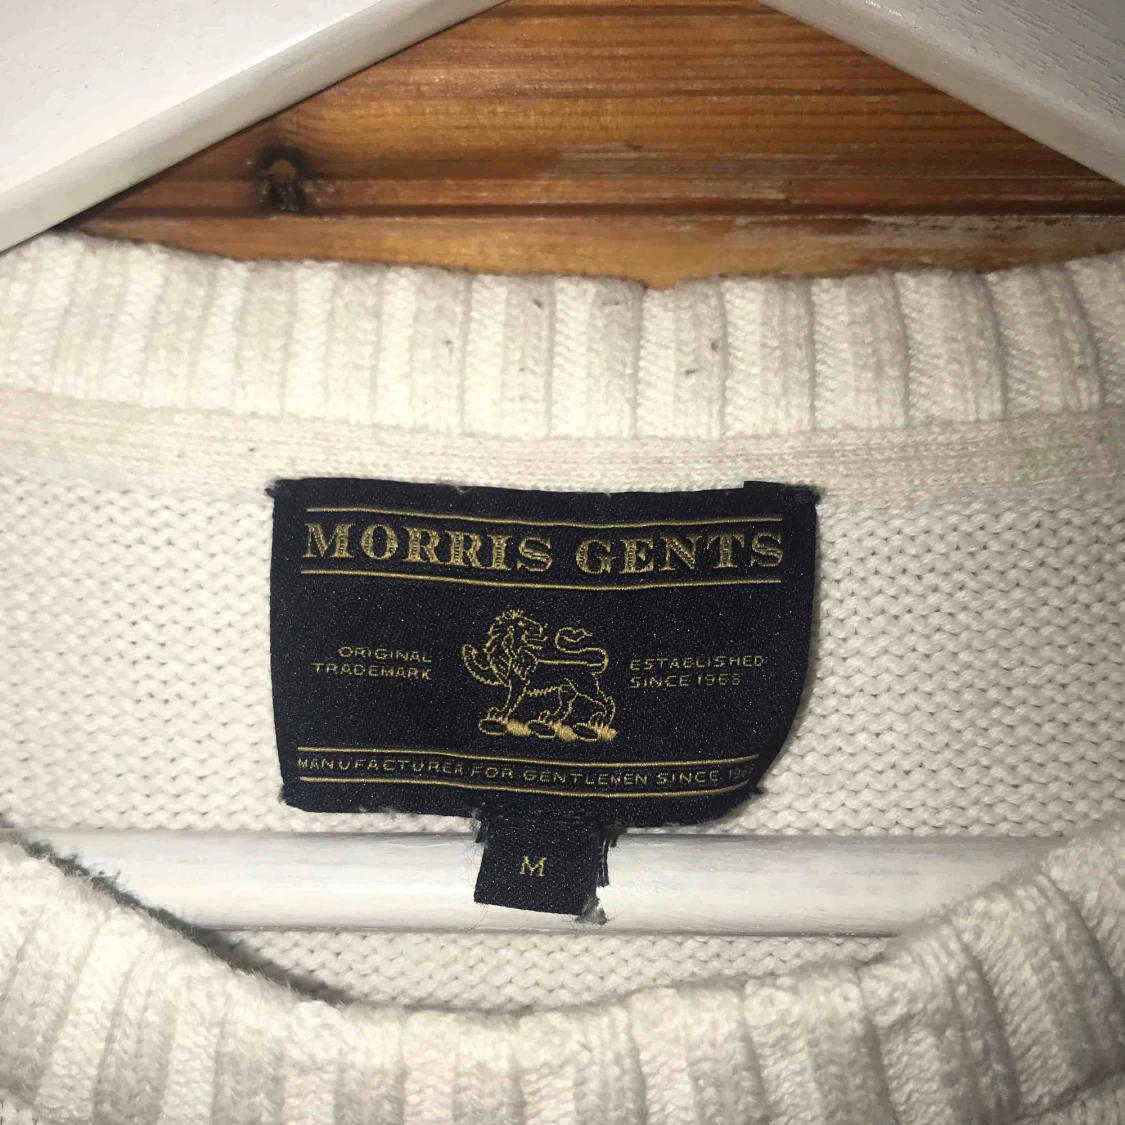 MORRIS GENTS
ORIGINAL
TRADEMARK
ESTABLISHED
SINCE 1968
MANUFACTURER FOR GENTLEMEN SINCE
M